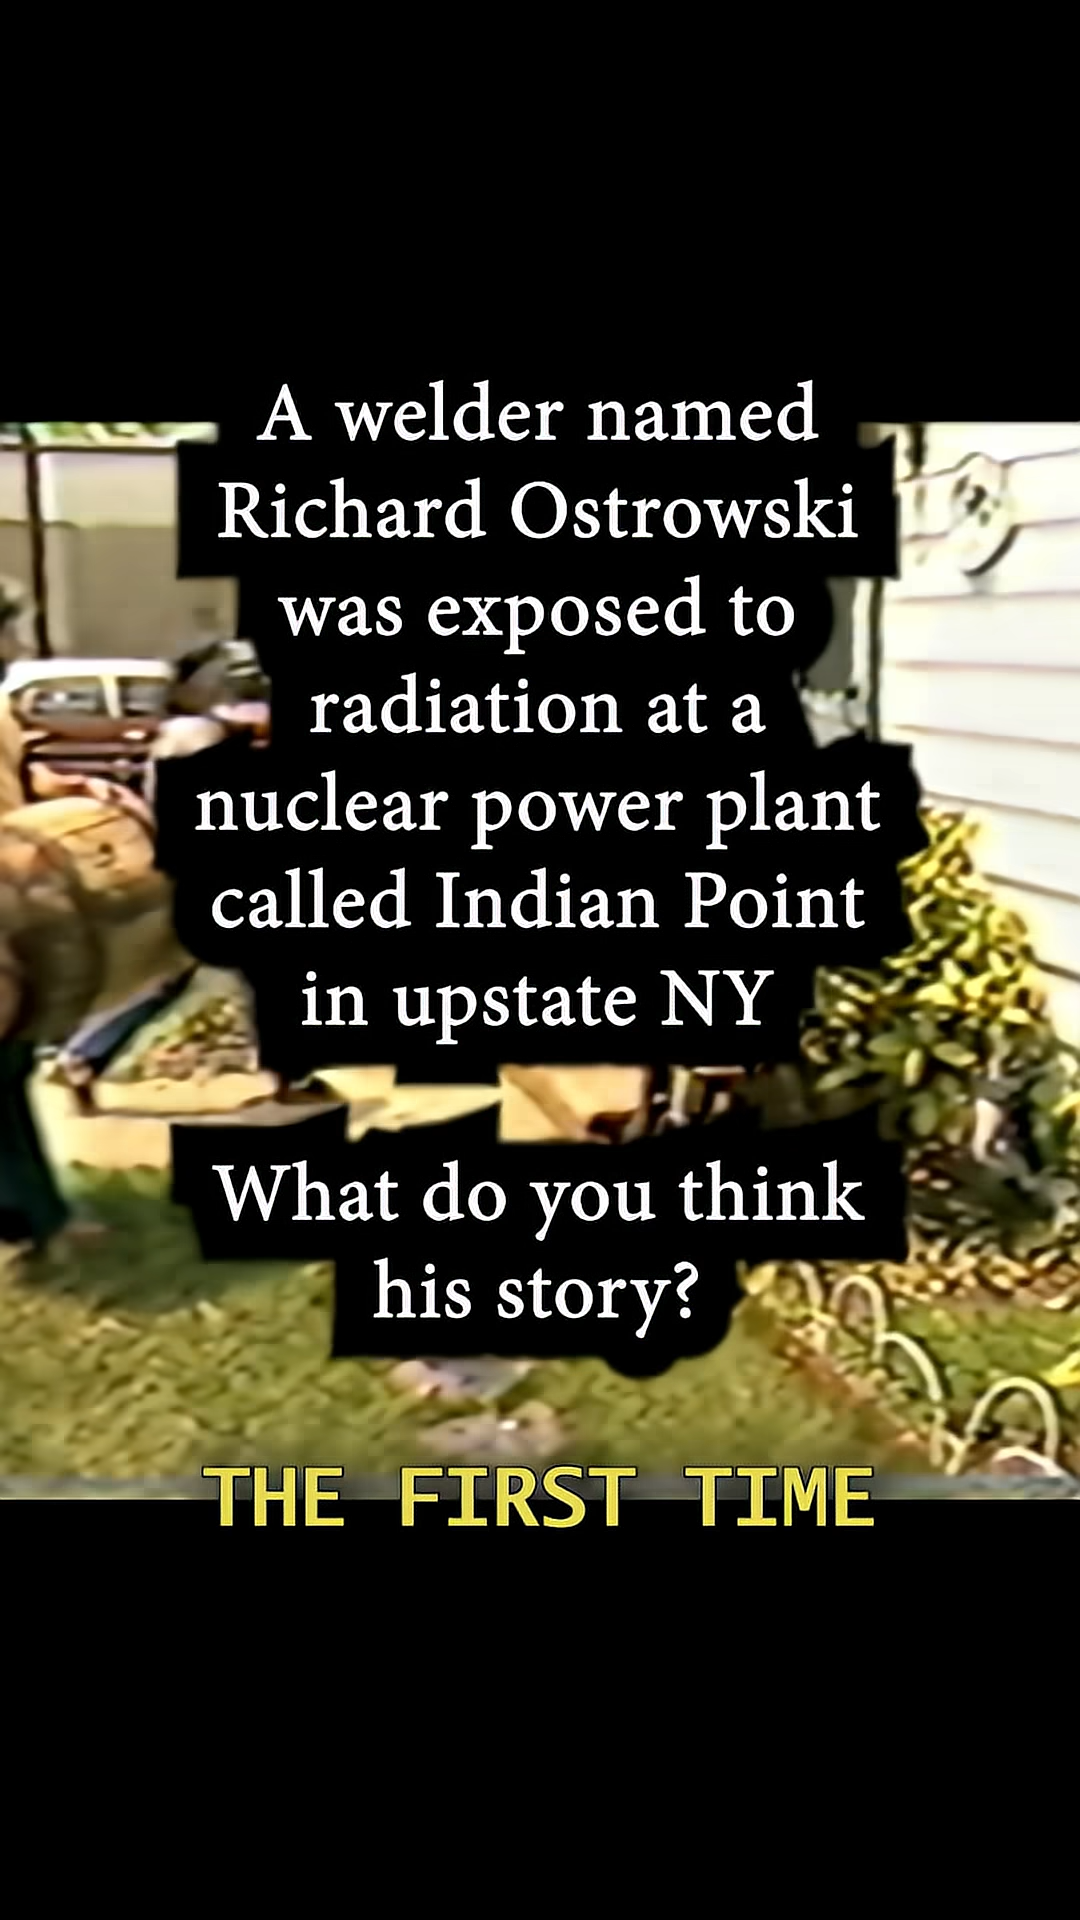 A welder named
Richard Ostrowski
was exposed to
radiation at a
nuclear power plant
called Indian Point
in upstate NY
What do you think
his story?
THE FIRST TIME